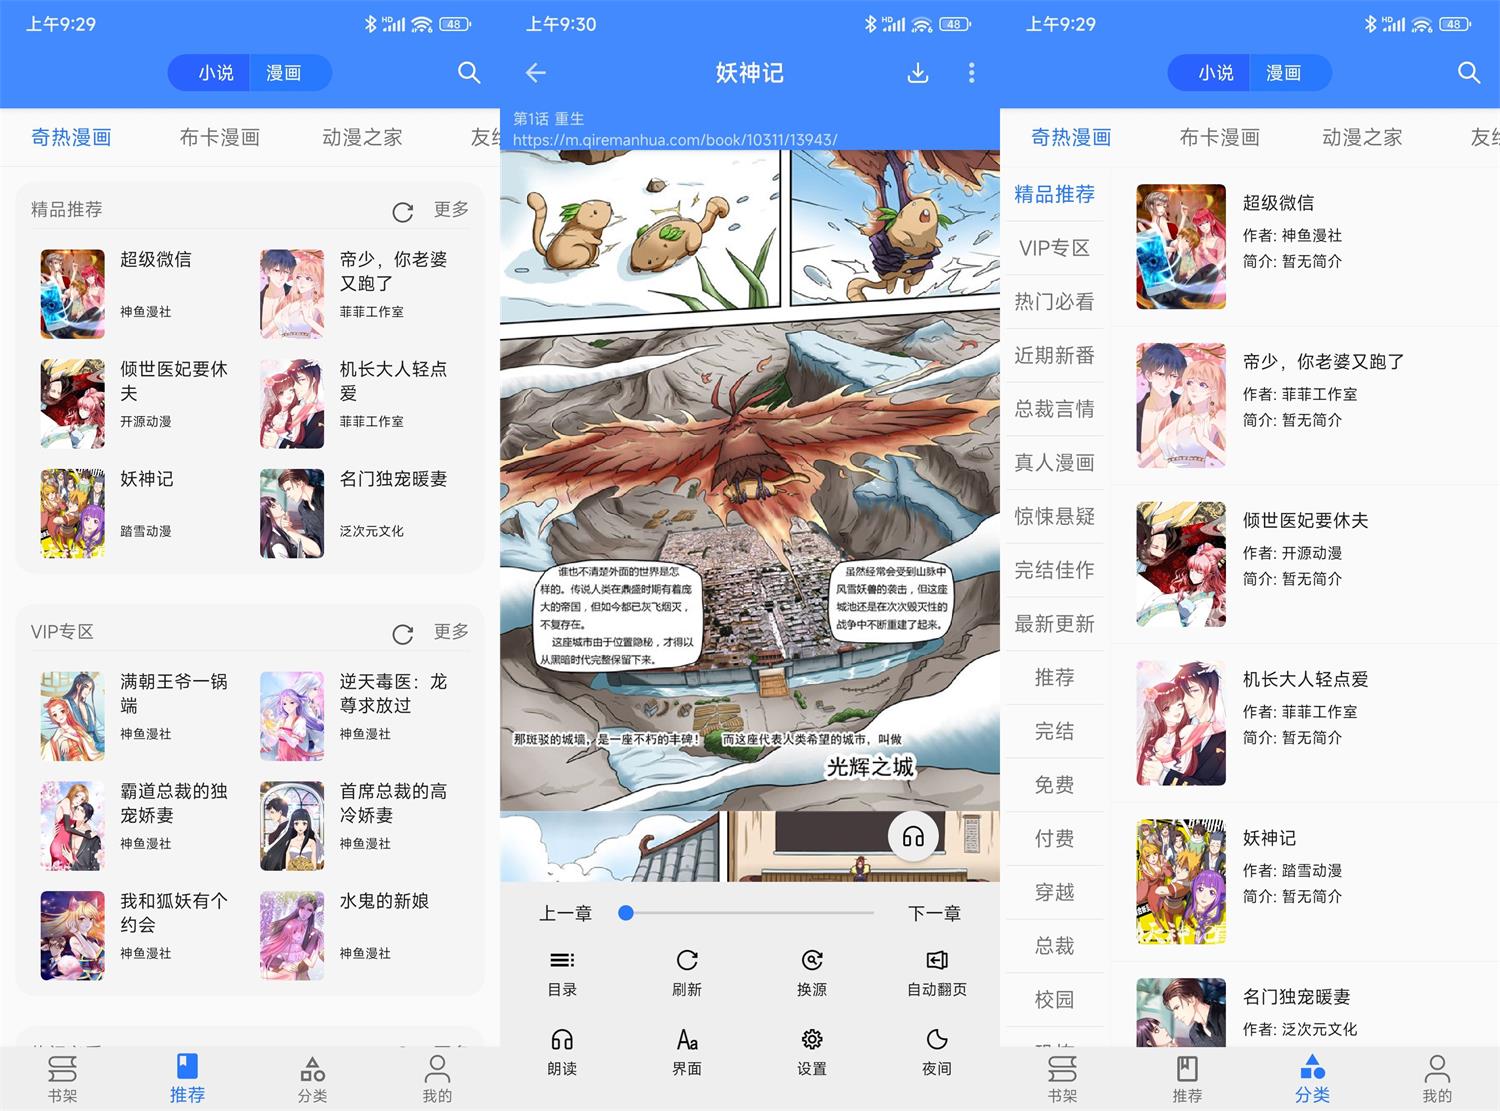 上午9:29
48
小说
漫画
奇热漫画
布卡漫画
动漫之家
精品推荐
更多
超级微信
神鱼漫社
帝少，你老婆
又跑了
菲菲工作室
倾世医妃要休
夫
开源动漫
机长大人轻点
爱
菲菲工作室
妖神记
踏雪动漫
名门独宠暖妻
泛次元文化
VIP专区
更多
满朝王爷一锅
端
神鱼漫社
逆天毒医：龙
尊求放过
神鱼漫社
霸道总裁的独
宠娇妻
神鱼漫社
首席总裁的高
冷娇妻
神鱼漫社
我和狐妖有个
约会
神鱼漫社
水鬼的新娘
神鱼漫社
书架
推荐
分类
我的
上午9:30
48
妖神记
第1话 重生
https://m.qiremanhua.com/book/10311/13943/
谁也不清楚外面的世界是怎
样的。传说人类在鼎盛时期有着庞
大的帝国，但如今都已灰飞烟灭，
不复存在。
这座城市由于位置隐秘，才得以
从黑暗时代完整保留下来。
虽然经常会受到山脉中
风雪妖兽的袭击，但这座
城池还是在次次毁灭性的
战争中不断重建了起来。
那斑驳的城墙，是一座不朽的丰碑！
而这座代表人类希望的城市，叫做
光辉之城
上一章
下一章
目录
刷新
换源
自动翻页
朗读
界面
设置
夜间
上午9:29
48
小说
漫画
奇热漫画
布卡漫画
动漫之家
精品推荐
VIP专区
热门必看
近期新番
总裁言情
真人漫画
惊悚悬疑
完结佳作
最新更新
推荐
完结
免费
付费
穿越
总裁
校园
超级微信
作者: 神鱼漫社
简介: 暂无简介
帝少，你老婆又跑了
作者: 菲菲工作室
简介: 暂无简介
倾世医妃要休夫
作者: 开源动漫
简介: 暂无简介
机长大人轻点爱
作者: 菲菲工作室
简介: 暂无简介
妖神记
作者: 踏雪动漫
简介: 暂无简介
名门独宠暖妻
作者: 泛次元文化
书架
推荐
分类
我的